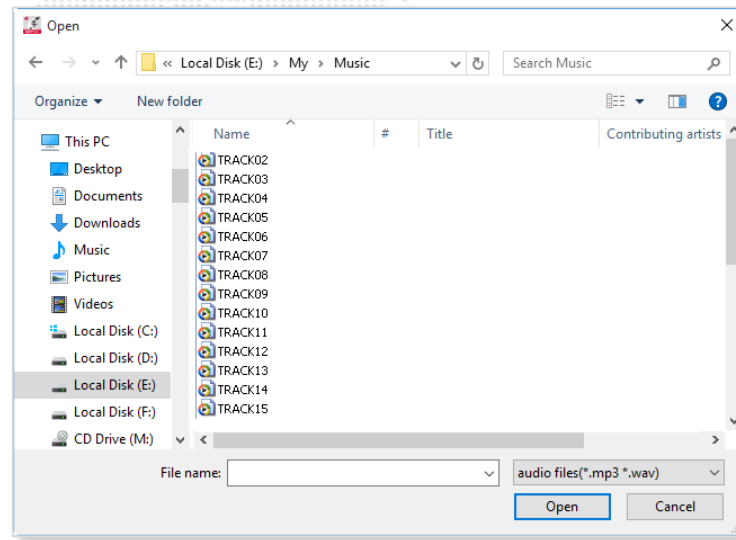 Open
« Local Disk (E:) > My > Music
Search Music
Organize
New folder
This PC
Desktop
Documents
Downloads
Music
Pictures
Videos
Local Disk (C:)
Local Disk (D:)
Local Disk (E:)
Local Disk (F:)
CD Drive (M:)
Name # Title Contributing artists
TRACK02
TRACK03
TRACK04
TRACK05
TRACK06
TRACK07
TRACK08
TRACK09
TRACK10
TRACK11
TRACK12
TRACK13
TRACK14
TRACK15
File name:
audio files(*.mp3 *.wav)
Open Cancel